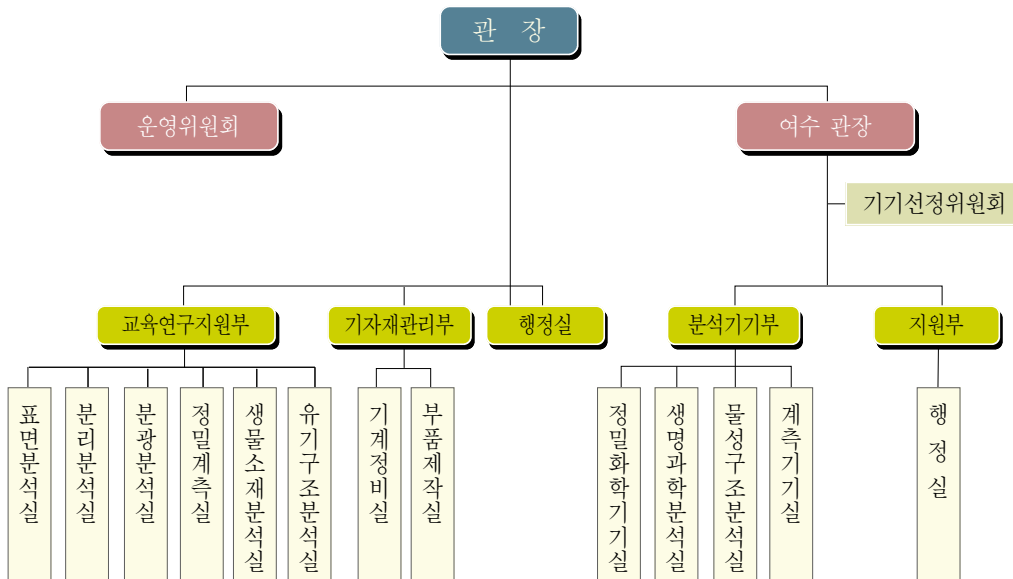 관 장
운영위원회
여수 관장
기기선정위원회
교육연구지원부
기자재관리부
행정실
분석기기부
지원부
표면분석실
분리분석실
분광분석실
정밀계측실
생물소재분석실
유기구조분석실
기계정비실
부품제작실
정밀화학기기실
생명과학분석실
물성구조분석실
계측기기실
행정실